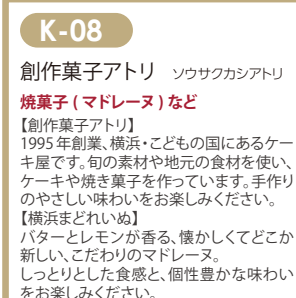 K-08
創作菓子アトリ ソウサクカシアトリ
焼菓子 ( マドレーヌ ) など
【創作菓子アトリ】
1995年創業、横浜・こどもの国にあるケー
キ屋です。旬の素材や地元の食材を使い、
ケーキや焼き菓子を作っています。手作り
のやさしい味わいをお楽しみください。
【横浜まどれいぬ】
バターとレモンが香る、懐かしくてどこか
新しい、こだわりのマドレーヌ。
しっとりとした食感と、個性豊かな味わい
をお楽しみください。